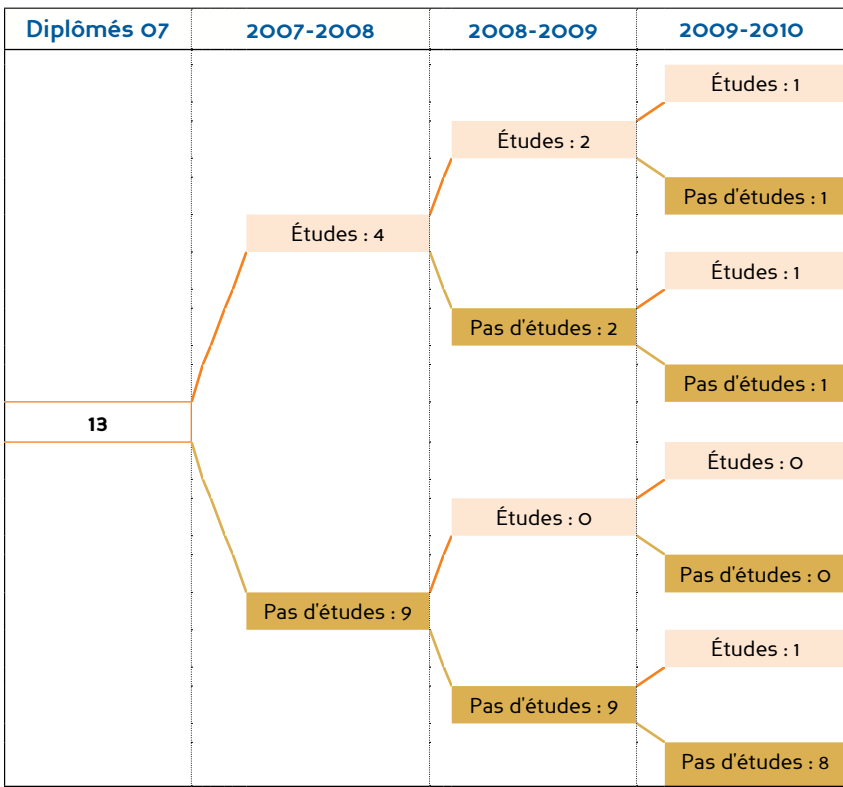 Diplômés 07 2007-2008 2008-2009 2009-2010
Études : 1
Études : 2
Pas d'études : 1
Études : 4
Études : 1
Pas d'études : 2
Pas d'études : 1
13
Études : 0
Études : 0
Pas d'études : 0
Pas d'études : 9
Études : 1
Pas d'études : 9
Pas d'études : 8